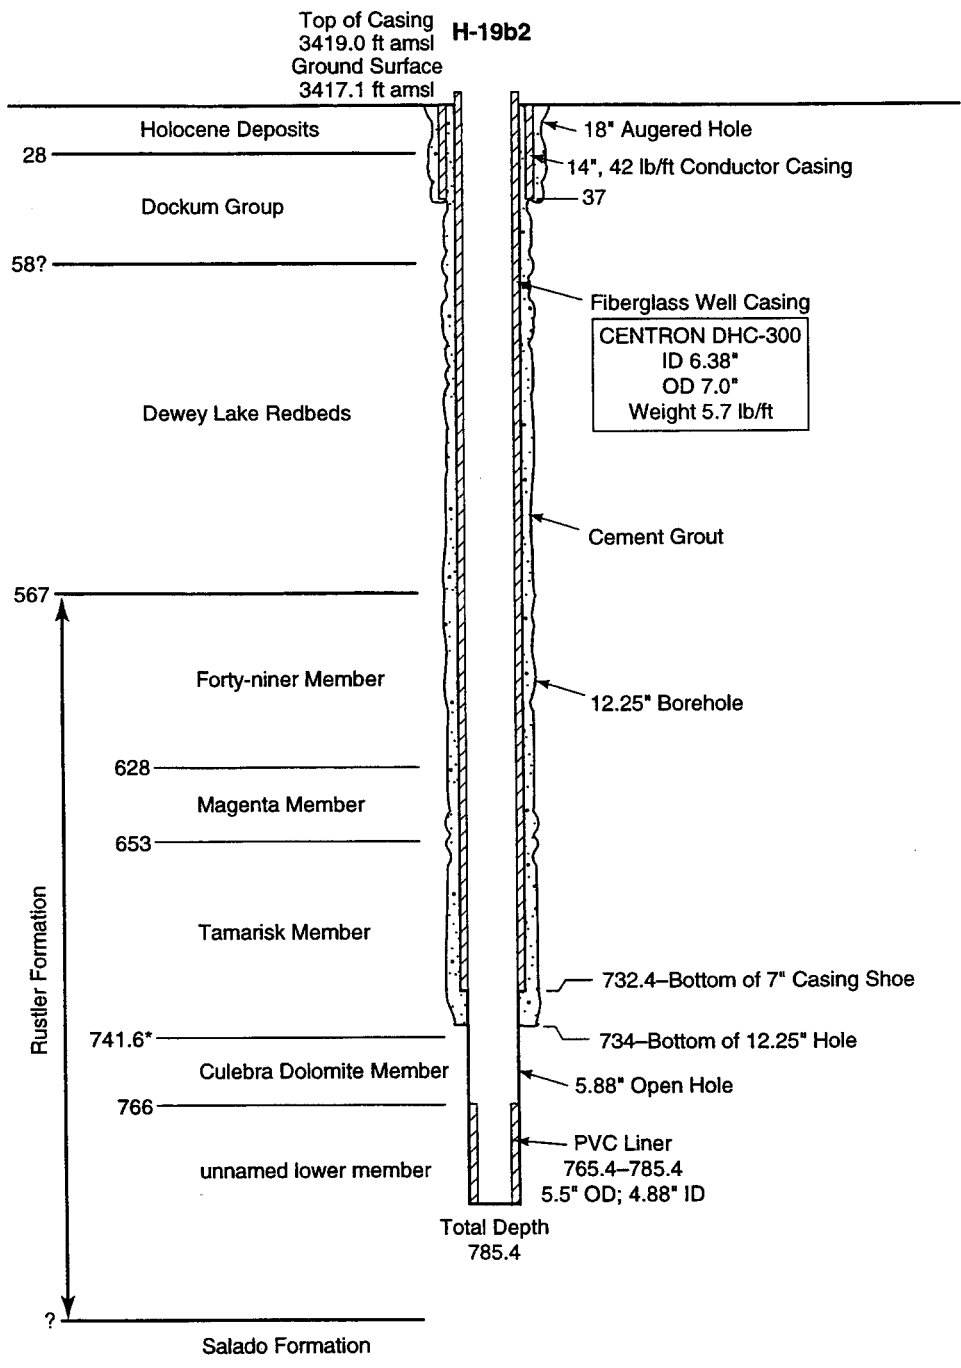 Top of Casing
3419.0 ft amsl
Ground Surface
3417.1 ft amsl
H-19b2
Holocene Deposits
18" Augered Hole
28
14", 42 lb/ft Conductor Casing
37
Dockum Group
58?
Fiberglass Well Casing
CENTRON DHC-300
ID 6.38"
OD 7.0"
Weight 5.7 lb/ft
Dewey Lake Redbeds
Cement Grout
567
Forty-niner Member
12.25" Borehole
628
Magenta Member
653
Rustler Formation
Tamarisk Member
732.4–Bottom of 7" Casing Shoe
741.6*
734–Bottom of 12.25" Hole
Culebra Dolomite Member
5.88" Open Hole
766
PVC Liner
765.4–785.4
5.5" OD; 4.88" ID
unnamed lower member
Total Depth
785.4
?
Salado Formation